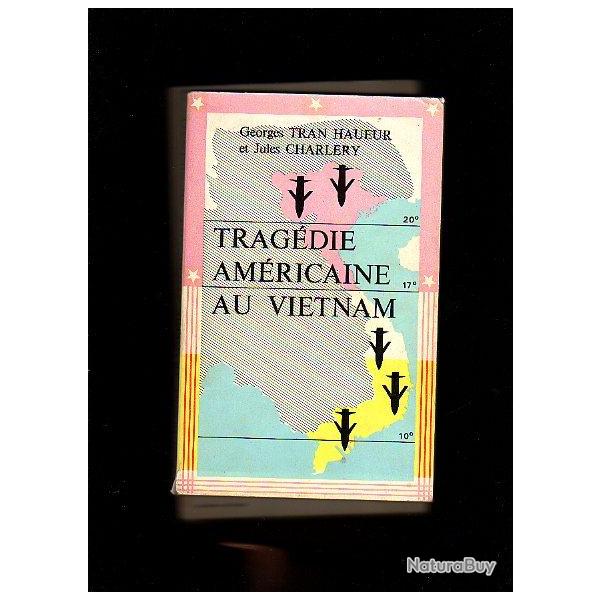 Georges TRAN HAUEUR
et Jules CHARLERY
20°
TRAGÉDIE
AMÉRICAINE
17°
AU VIETNAM
10°
NaturaBuy